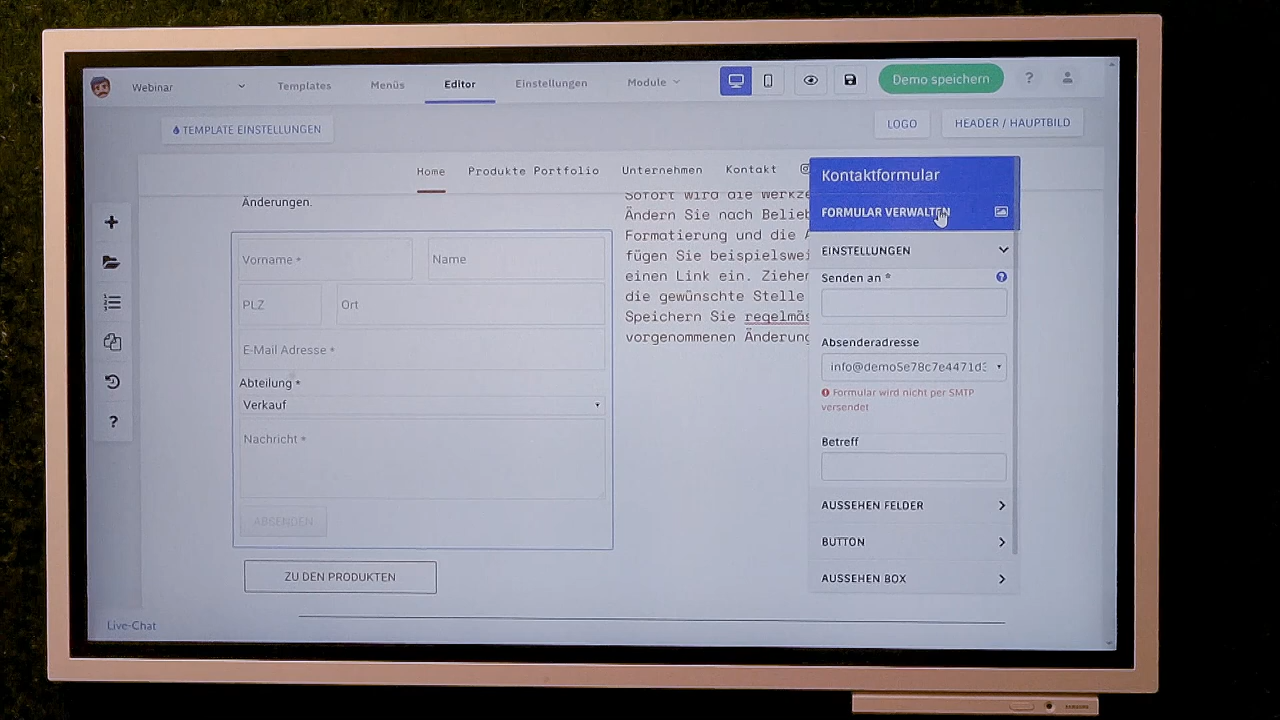 Webinar
Templates
Menüs
Editor
Einstellungen
Module
Demo speichern
?
TEMPLATE EINSTELLUNGEN
LOGO
HEADER / HAUPTBILD
Home
Produkte Portfolio
Unternehmen
Kontakt
Änderungen.
Vorname *
Name
PLZ
Ort
E-Mail Adresse *
Abteilung *
Verkauf
Nachricht *
ABSENDEN
ZU DEN PRODUKTEN
Sofort wird die Werkze
Ändern Sie nach Belieb
Formatierung und die
fügen Sie beispielswei
einen Link ein. Ziehen
die gewünschte Stelle
Speichern Sie regelmäs
vorgenommenen Änderung
Kontaktformular
FORMULAR VERWALTEN
EINSTELLUNGEN
Senden an *
?
Absenderadresse
info@demo5e78c7e4471d3
Formular wird nicht per SMTP
versendet
Betreff
AUSSEHEN FELDER
BUTTON
AUSSEHEN BOX
?
Live-Chat
SAMSUNG